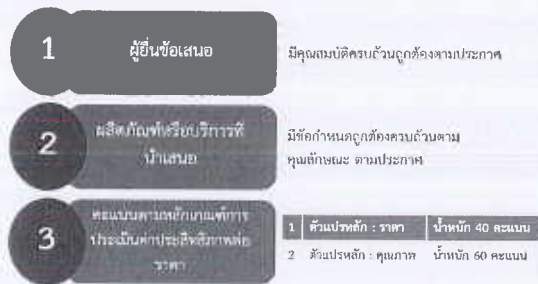 1
ผู้ยื่นข้อเสนอ
มีคุณสมบัติครบถ้วนถูกต้องตามประกาศ
2
ผลิตภัณฑ์หรือบริการที่
นำเสนอ
มีข้อกำหนดถูกต้องครบถ้วนตาม
คุณลักษณะ ตามประกาศ
3
คะแนนตามหลักเกณฑ์การ
ประเมินค่าประสิทธิภาพต่อ
ราคา
1 ตัวแปรหลัก : ราคา น้ำหนัก 40 คะแนน
2 ตัวแปรหลัก : คุณภาพ น้ำหนัก 60 คะแนน